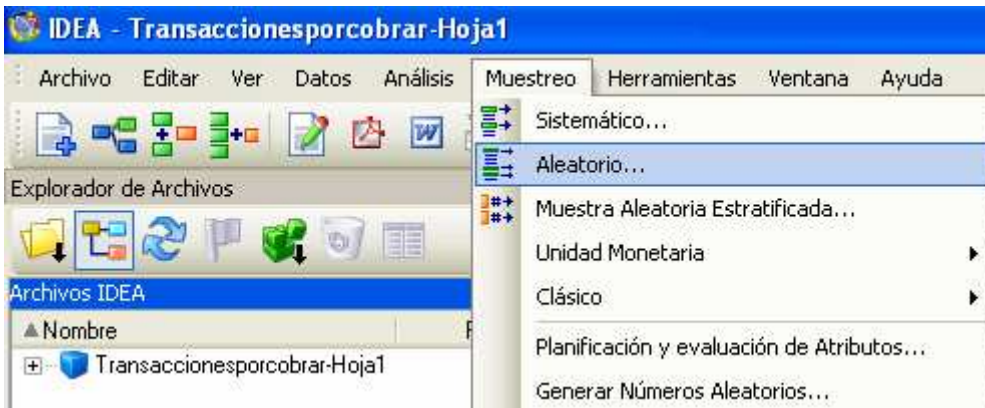 IDEA - Transaccionesporcobrar-Hoja1
Archivo Editar Ver Datos Análisis Muestreo Herramientas Ventana Ayuda
Sistemático...
Aleatorio...
Explorador de Archivos
Muestra Aleatoria Estratificada...
Unidad Monetaria
Archivos IDEA
Clásico
Nombre
Planificación y evaluación de Atributos...
Transaccionesporcobrar-Hoja1
Generar Números Aleatorios...